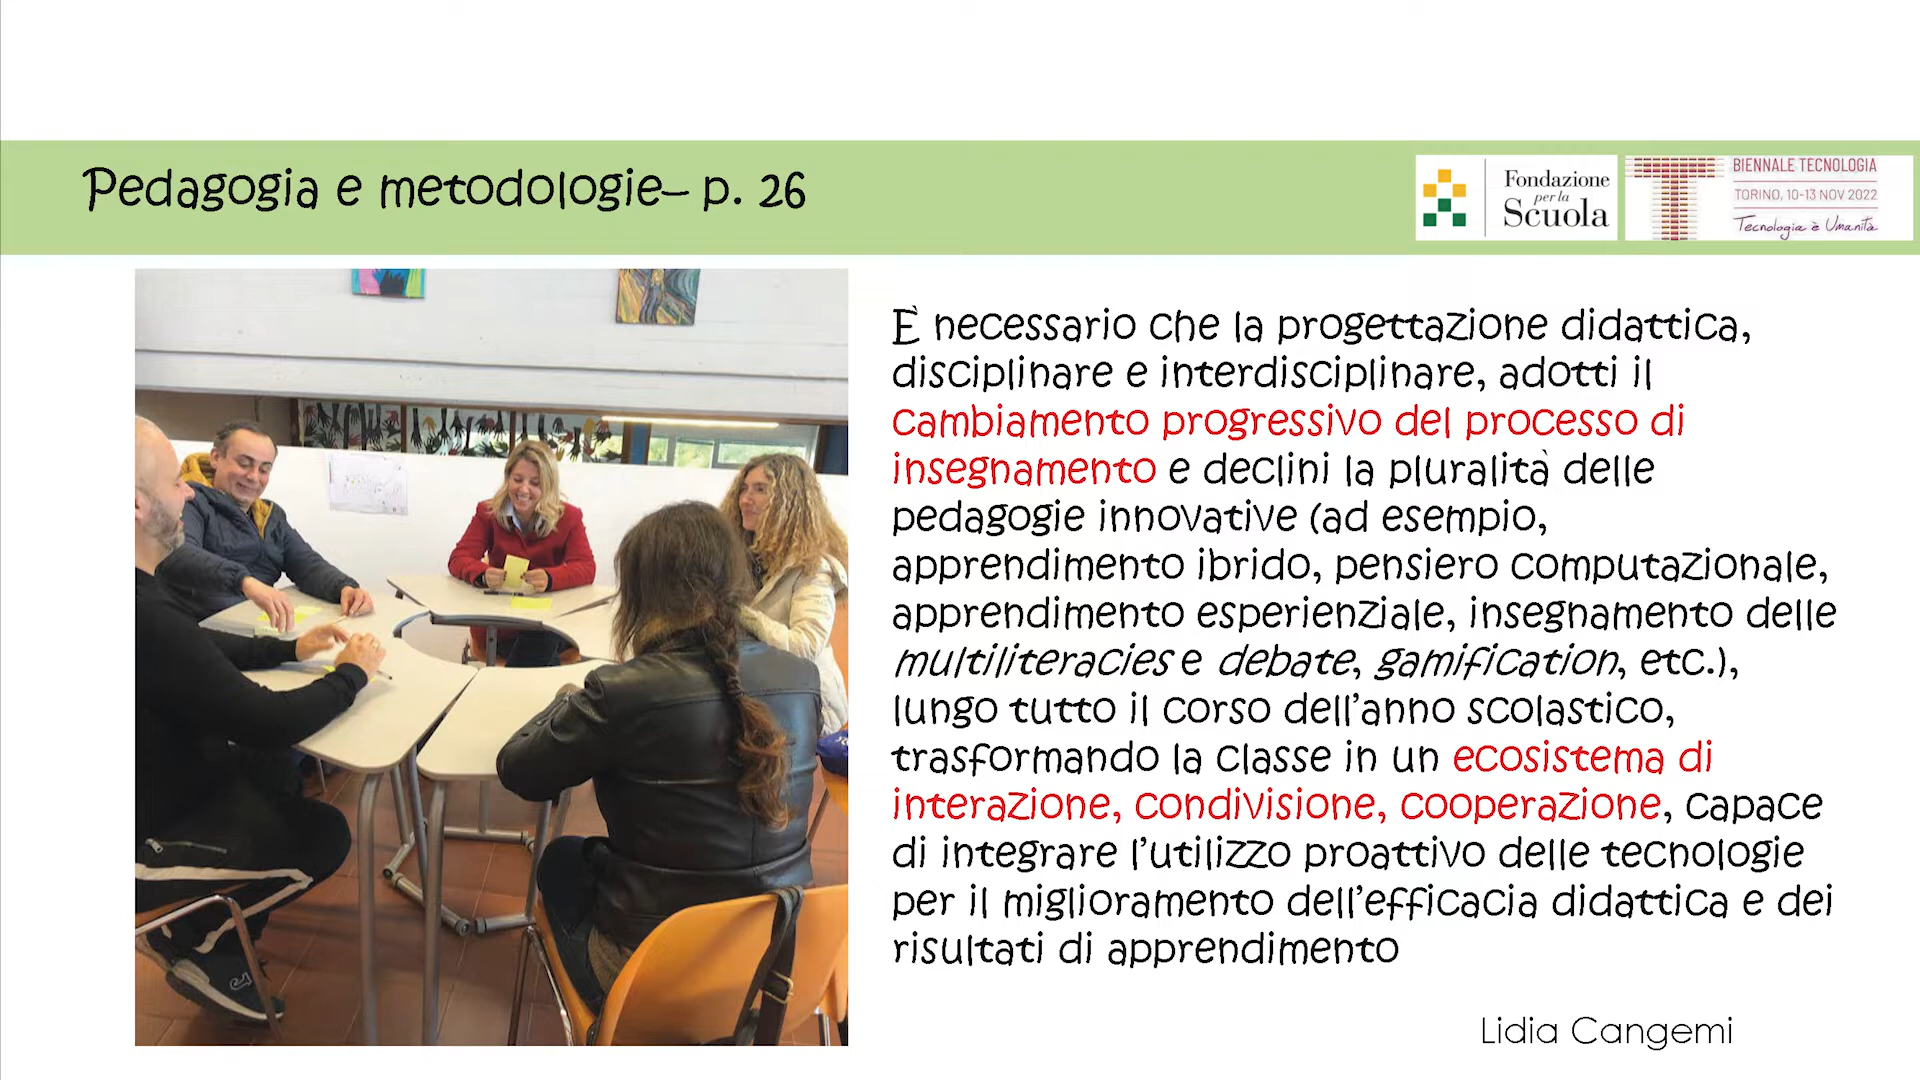 Pedagogia e metodologie– p. 26
Fondazione
per la
Scuola
BIENNALE TECNOLOGIA
TORINO, 10-13 NOV 2022
Tecnologia è Umanità
È necessario che la progettazione didattica,
disciplinare e interdisciplinare, adotti il
cambiamento progressivo del processo di
insegnamento e declini la pluralità delle
pedagogie innovative (ad esempio,
apprendimento ibrido, pensiero computazionale,
apprendimento esperienziale, insegnamento delle
multiliteracies e debate, gamification, etc.),
lungo tutto il corso dell’anno scolastico,
trasformando la classe in un ecosistema di
interazione, condivisione, cooperazione, capace
di integrare l’utilizzo proattivo delle tecnologie
per il miglioramento dell’efficacia didattica e dei
risultati di apprendimento
Lidia Cangemi